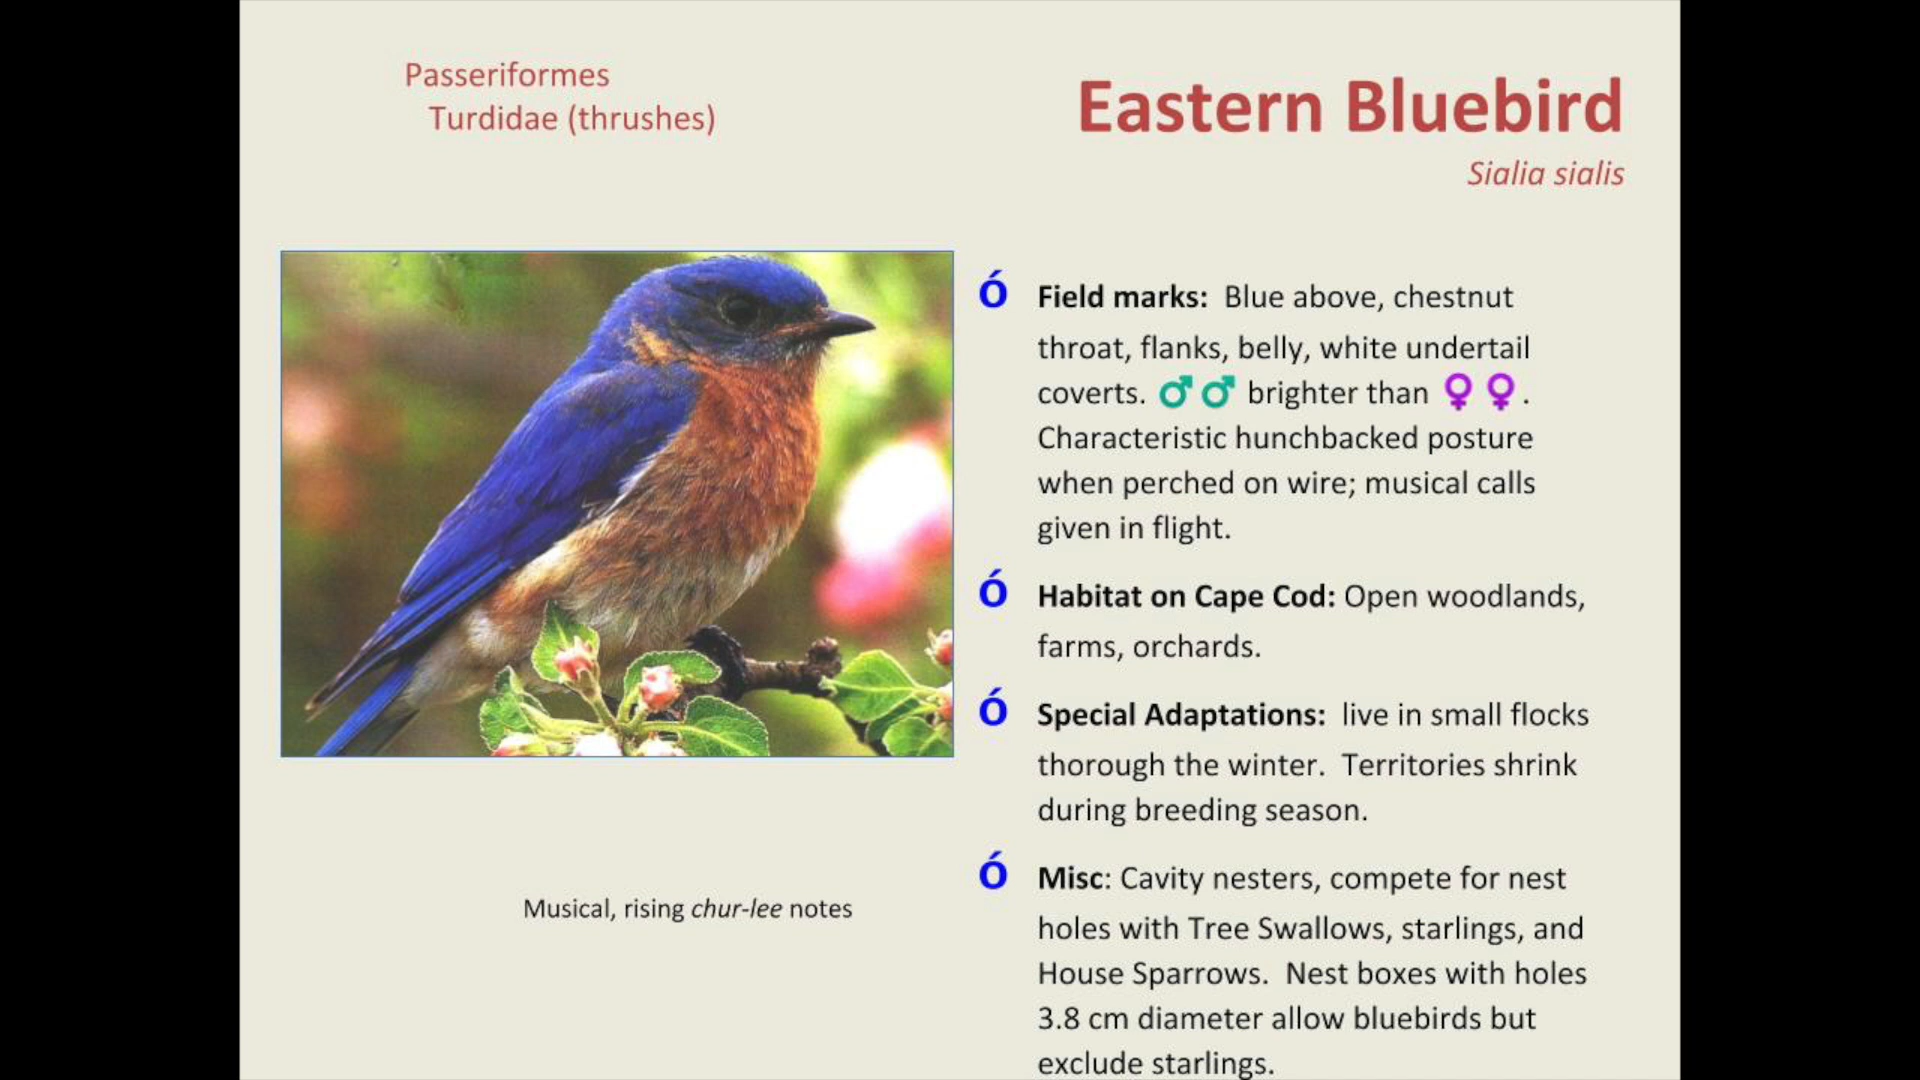 Passeriformes
Turdidae (thrushes)
Eastern Bluebird
Sialia sialis
Ó Field marks: Blue above, chestnut
throat, flanks, belly, white undertail
coverts. ♂♂ brighter than ♀♀.
Characteristic hunchbacked posture
when perched on wire; musical calls
given in flight.
Ó Habitat on Cape Cod: Open woodlands,
farms, orchards.
Ó Special Adaptations: live in small flocks
thorough the winter. Territories shrink
during breeding season.
Ó Misc: Cavity nesters, compete for nest
holes with Tree Swallows, starlings, and
House Sparrows. Nest boxes with holes
3.8 cm diameter allow bluebirds but
exclude starlings.
Musical, rising chur-lee notes